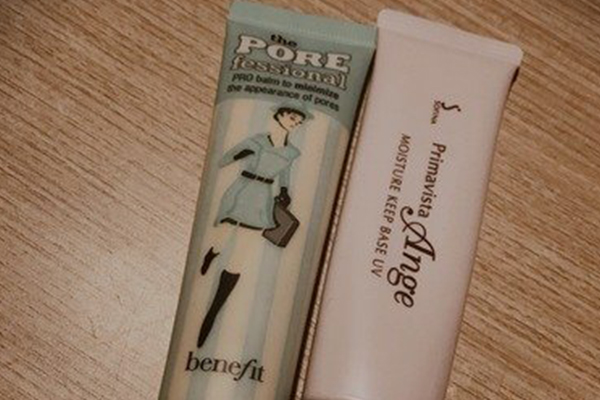 the
PORE
fessional
PRO balm to minimize
the appearance of pores
benefit
Sofina
Primavista
Ange
MOISTURE KEEP BASE UV